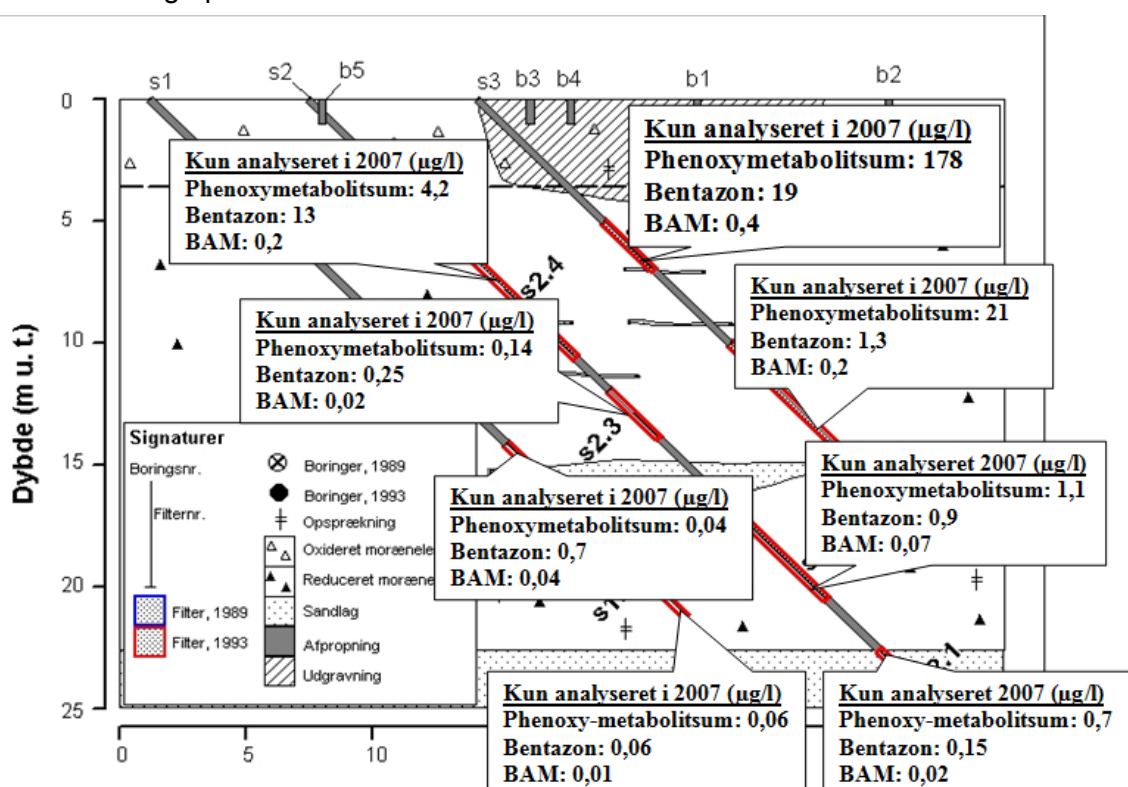 s1
s2
b5
s3
b3
b4
b1
b2
0
5
10
15
20
25
Dybde (m u. t.)
Kun analyseret i 2007 (µg/l)
Phenoxymetabolitsum: 4,2
Bentazon: 13
BAM: 0,2
Kun analyseret i 2007 (µg/l)
Phenoxymetabolitsum: 178
Bentazon: 19
BAM: 0,4
s2.4
Kun analyseret i 2007 (µg/l)
Phenoxymetabolitsum: 21
Bentazon: 1,3
BAM: 0,2
Kun analyseret i 2007 (µg/l)
Phenoxymetabolitsum: 0,14
Bentazon: 0,25
BAM: 0,02
s2.3
Signaturer
Boringsnr.
Filternr.
Filter, 1989
Filter, 1993
Boringer, 1989
Boringer, 1993
Opsprækning
Oxideret moræne
Reduceret moræne
Sandlag
Afpropning
Udgravning
Kun analyseret 2007 (µg/l)
Phenoxymetabolitsum: 1,1
Bentazon: 0,9
BAM: 0,07
Kun analyseret i 2007 (µg/l)
Phenoxymetabolitsum: 0,04
Bentazon: 0,7
BAM: 0,04
Kun analyseret i 2007 (µg/l)
Phenoxy-metabolitsum: 0,06
Bentazon: 0,06
BAM: 0,01
Kun analyseret 2007 (µg/l)
Phenoxy-metabolitsum: 0,7
Bentazon: 0,15
BAM: 0,02
0
5
10